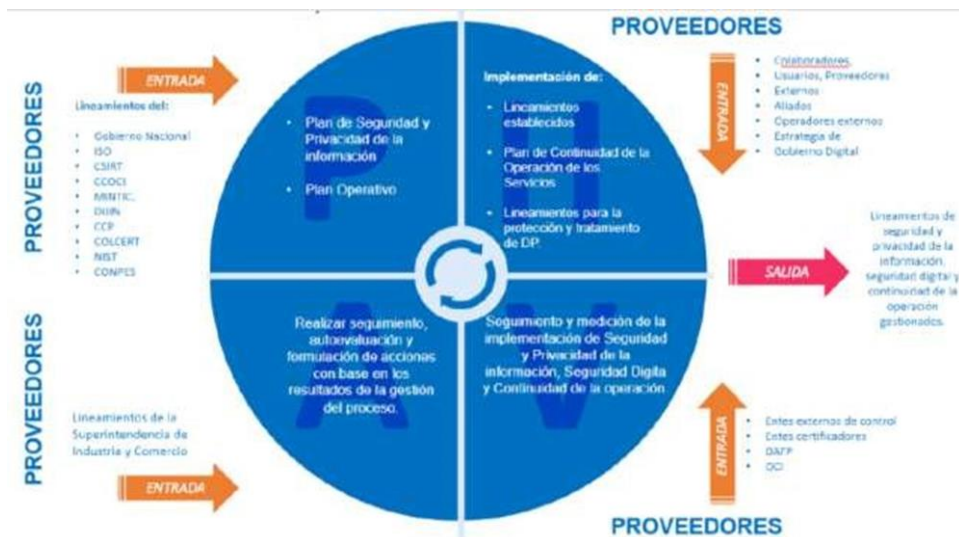 PROVEEDORES
ENTRADA
Lineamientos del:
• Gobierno Nacional
• ISO
• CSIRT
• CCOCI
• MINTIC,
• DIJIN
• CCP
• COLCERT
• NIST
• CONPES
P
• Plan de Seguridad y
Privacidad de la
información
• Plan Operativo
H
Implementación de:
• Lineamientos
establecidos
• Plan de Continuidad de la
Operación de los
Servicios
• Lineamientos para la
protección y tratamiento
de DP.
PROVEEDORES
ENTRADA
• Colaboradores,
• Usuarios, Proveedores
• Externos
• Aliados
• Operadores externos
• Estrategia de
• Gobierno Digital
SALIDA
Lineamientos de
seguridad y
privacidad de la
información,
seguridad digital y
continuidad de la
operación
gestionados.
PROVEEDORES
Lineamientos de la
Superintendencia de
Industria y Comercio
ENTRADA
A
Realizar seguimiento,
autoevaluación y
formulación de acciones
con base en los
resultados de la gestión
del proceso.
V
Seguimiento y medición de la
implementación de Seguridad
y Privacidad de la
información, Seguridad Digita
y Continuidad de la operación
ENTRADA
• Entes externos de control
• Entes certificadores
• DAFP
• OCI
PROVEEDORES